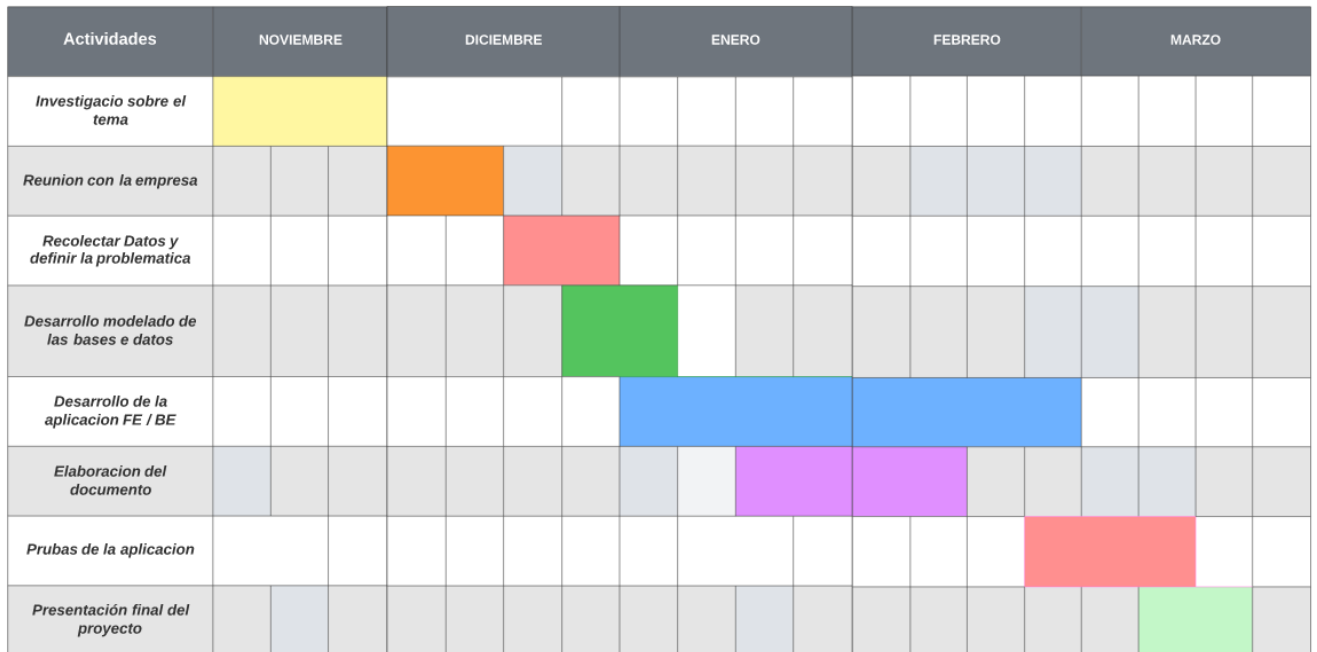 Actividades NOVIEMBRE DICIEMBRE ENERO FEBRERO MARZO
Investigacio sobre el
tema
Reunion con la empresa
Recolectar Datos y
definir la problematica
Desarrollo modelado de
las bases e datos
Desarrollo de la
aplicacion FE / BE
Elaboracion del
documento
Prubas de la aplicacion
Presentación final del
proyecto